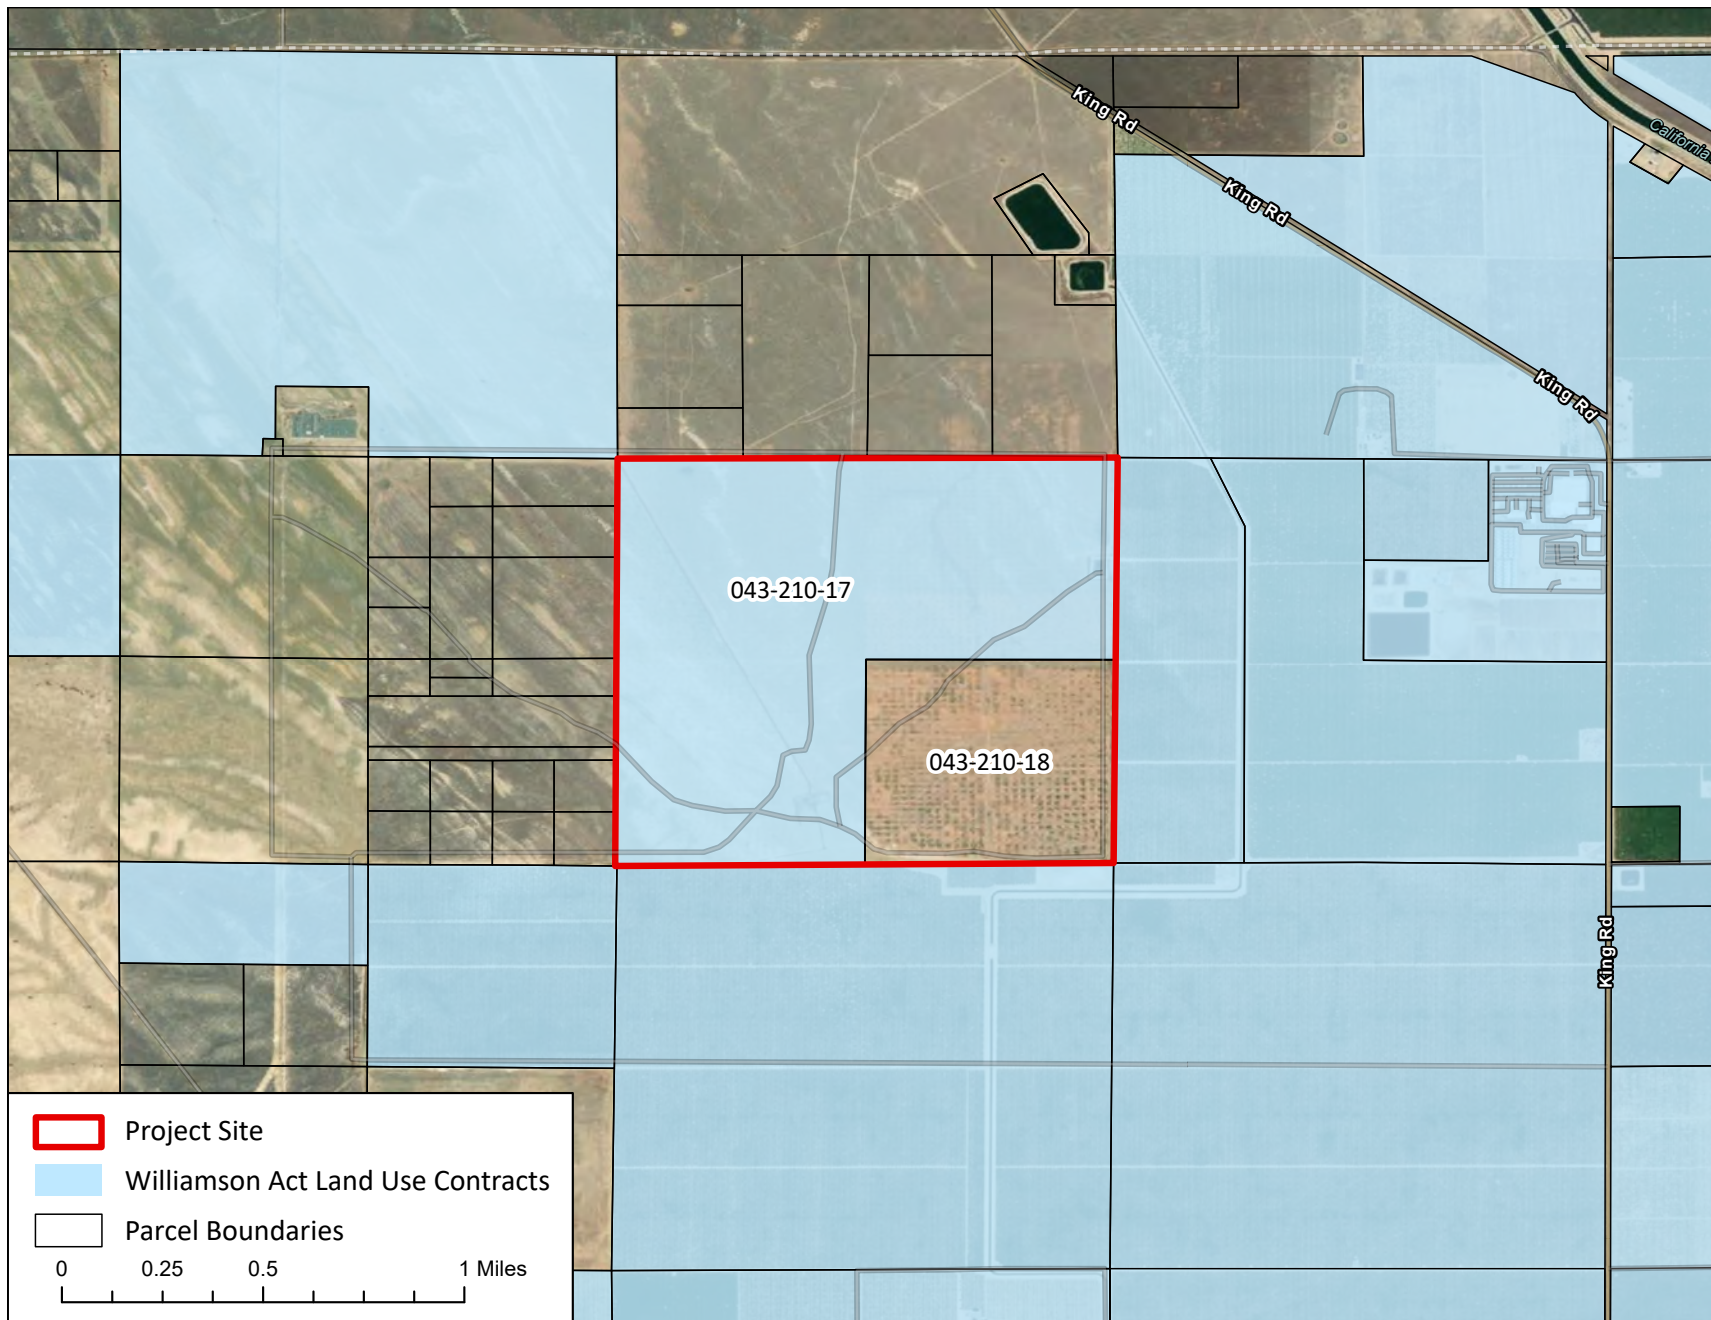 King Rd
California
King Rd
King Rd
043-210-17
043-210-18
King Rd
Project Site
Williamson Act Land Use Contracts
Parcel Boundaries
0 0.25 0.5 1 Miles